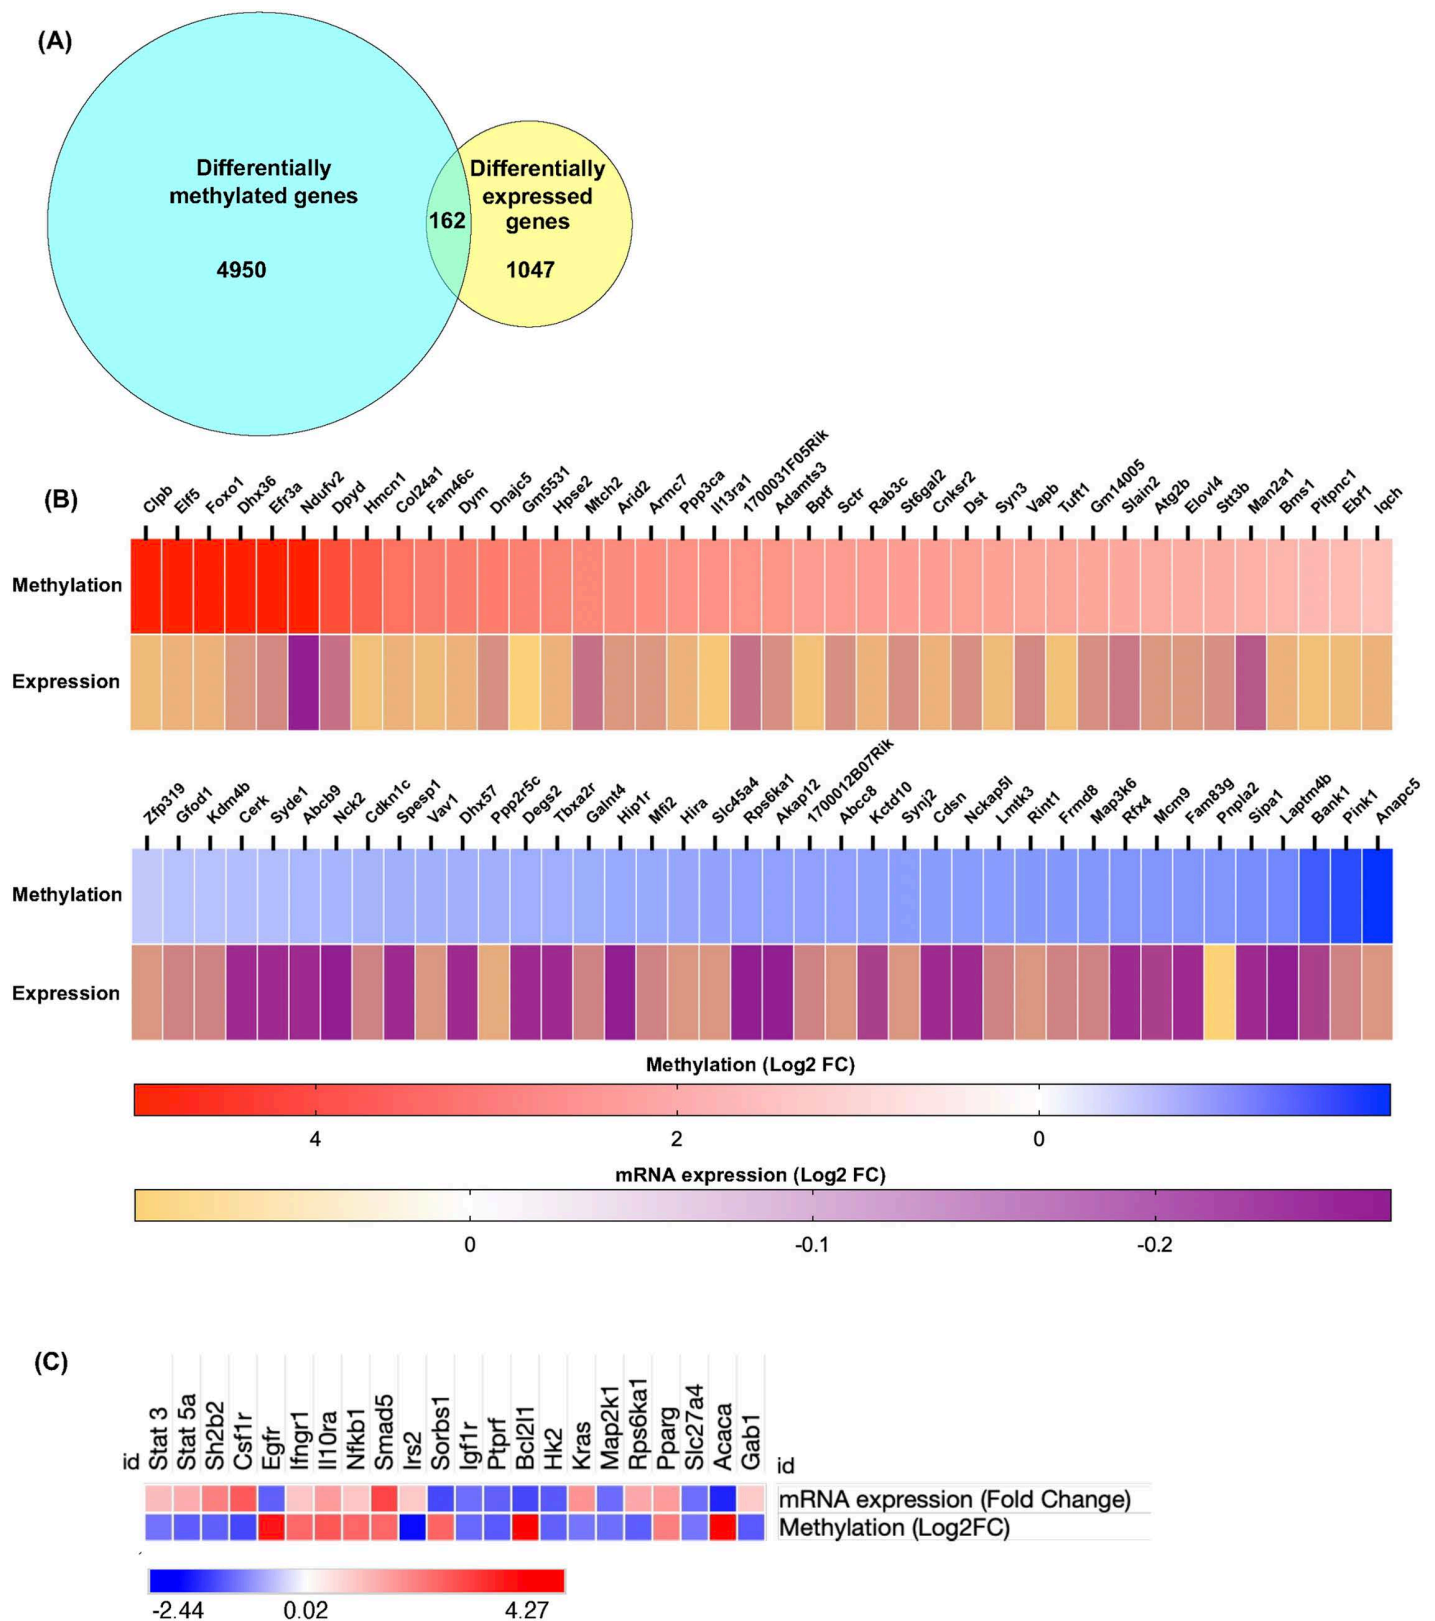 (A)
Differentially
methylated genes
4950
162
Differentially
expressed
genes
1047
(B)
Clpb Elf5 Foxo1 Dhx36 Efr3a Ndufv2 Dpyd Hmcn1 Col24a1 Fam46c Dym Dnajc5 Gm5531 Hpse2 Mtch2 Arid2 Armc7 Ppp3ca Il13ra1 1700031F05Rik Adamts3 Bptf Sctr Rab3c St6gal2 Cnksr2 Dst Syn3 Vapb Tuft1 Gm14005 Slain2 Atg2b Elovl4 Stt3b Man2a1 Bms1 Pitpnc1 Ebf1 Iqch
Methylation
Expression
Zfp319 Gfod1 Kdm4b Cerk Syde1 Abcb9 Nck2 Cdkn1c Spesp1 Vav1 Dhx57 Ppp2r5c Degs2 Tbxa2r Galnt4 Hip1r Mfi2 Hira Slc45a4 Rps6ka1 Akap12 1700012B07Rik Abcc8 Kctd10 Synj2 Cdsn Nckap5l Lmtk3 Rint1 Frmd8 Map3k6 Rfx4 Mcm9 Fam83g Pnpla2 Sipa1 Laptm4b Bank1 Pink1 Anapc5
Methylation
Expression
Methylation (Log2 FC)
4 2 0
mRNA expression (Log2 FC)
0 -0.1 -0.2
(C)
id Stat 3 Stat 5a Sh2b2 Csf1r Egfr Ifngr1 Il10ra Nfkb1 Smad5 Irs2 Sorbs1 Igf1r Ptprf Bcl2l1 Hk2 Kras Map2k1 Rps6ka1 Pparg Slc27a4 Acaca Gab1 id
mRNA expression (Fold Change)
Methylation (Log2FC)
-2.44 0.02 4.27